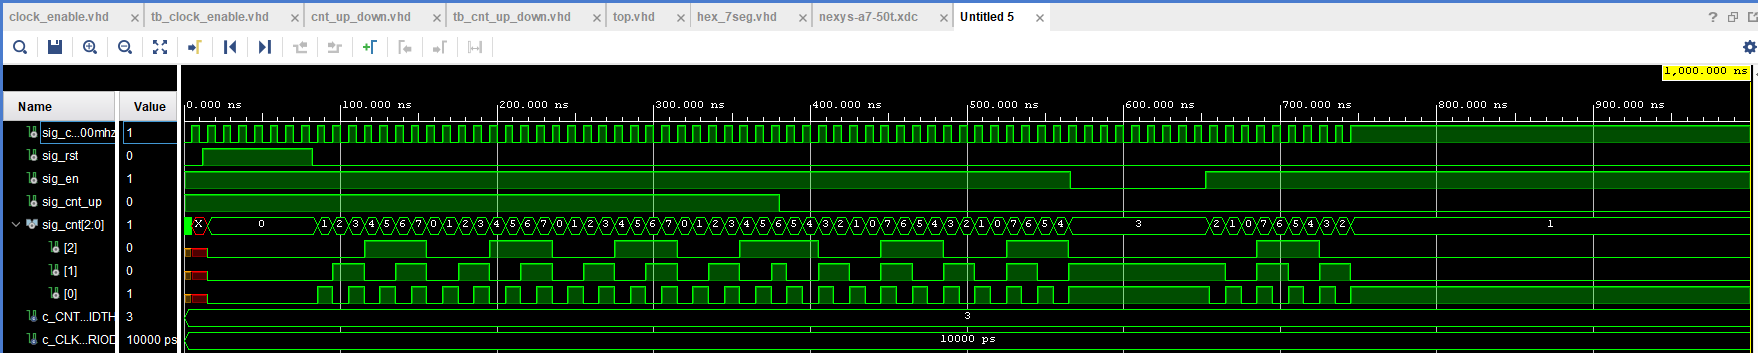 clock_enable.vhd × tb_clock_enable.vhd × cnt_up_down.vhd × tb_cnt_up_down.vhd × top.vhd × hex_7seg.vhd × nexys-a7-50t.xdc × Untitled 5 × ?
1,000.000 ns
Name Value 0.000 ns 100.000 ns 200.000 ns 300.000 ns 400.000 ns 500.000 ns 600.000 ns 700.000 ns 800.000 ns 900.000 ns
sig_c...00mhz 1
sig_rst 0
sig_en 1
sig_cnt_up 0
sig_cnt[2:0] 1 X 0 1 2 3 4 5 6 7 0 1 2 3 4 5 6 7 0 1 2 3 4 5 6 7 0 1 2 3 4 5 6 5 4 3 2 1 0 7 6 5 4 3 2 1 0 7 6 5 4 3 2 1 0 7 6 5 4 3 2 1
[2] 0
[1] 0
[0] 1
c_CNT...IDTH 3 3
c_CLK...RIOD 10000 ps 10000 ps